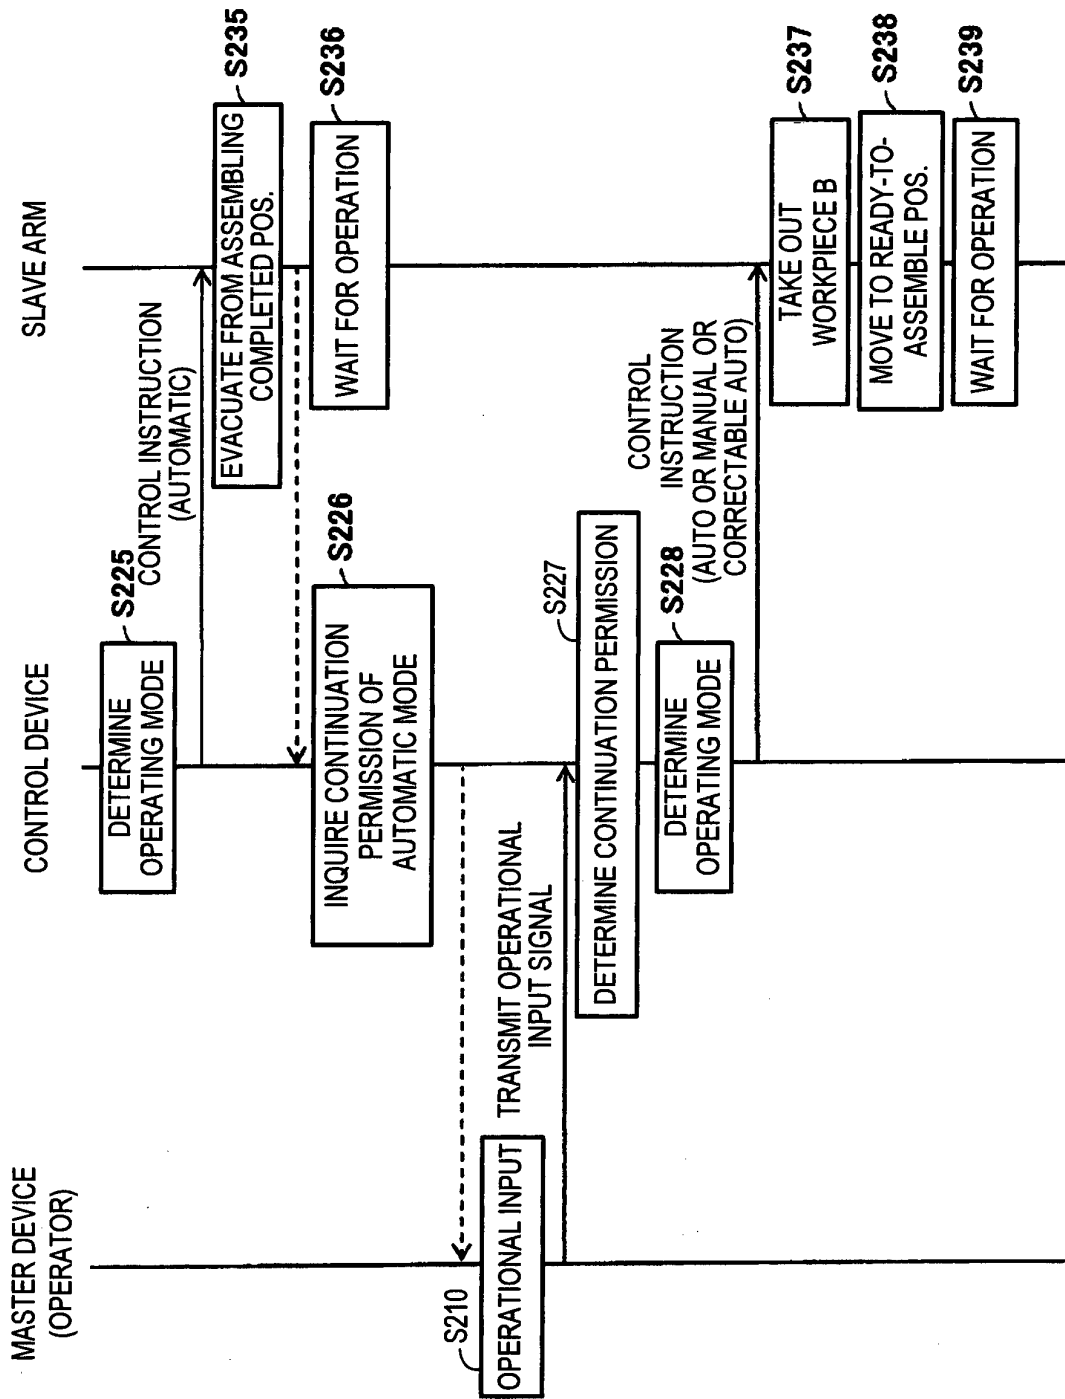 MASTER DEVICE
(OPERATOR)
CONTROL DEVICE
SLAVE ARM
DETERMINE
OPERATING MODE
S225
CONTROL INSTRUCTION
(AUTOMATIC)
EVACUATE FROM ASSEMBLING
COMPLETED POS.
S235
WAIT FOR OPERATION
S236
INQUIRE CONTINUATION
PERMISSION OF
AUTOMATIC MODE
S226
S210
OPERATIONAL INPUT
TRANSMIT OPERATIONAL
INPUT SIGNAL
DETERMINE CONTINUATION PERMISSION
S227
DETERMINE
OPERATING MODE
S228
CONTROL
INSTRUCTION
(AUTO OR MANUAL OR
CORRECTABLE AUTO)
TAKE OUT
WORKPIECE B
S237
MOVE TO READY-TO-
ASSEMBLE POS.
S238
WAIT FOR OPERATION
S239